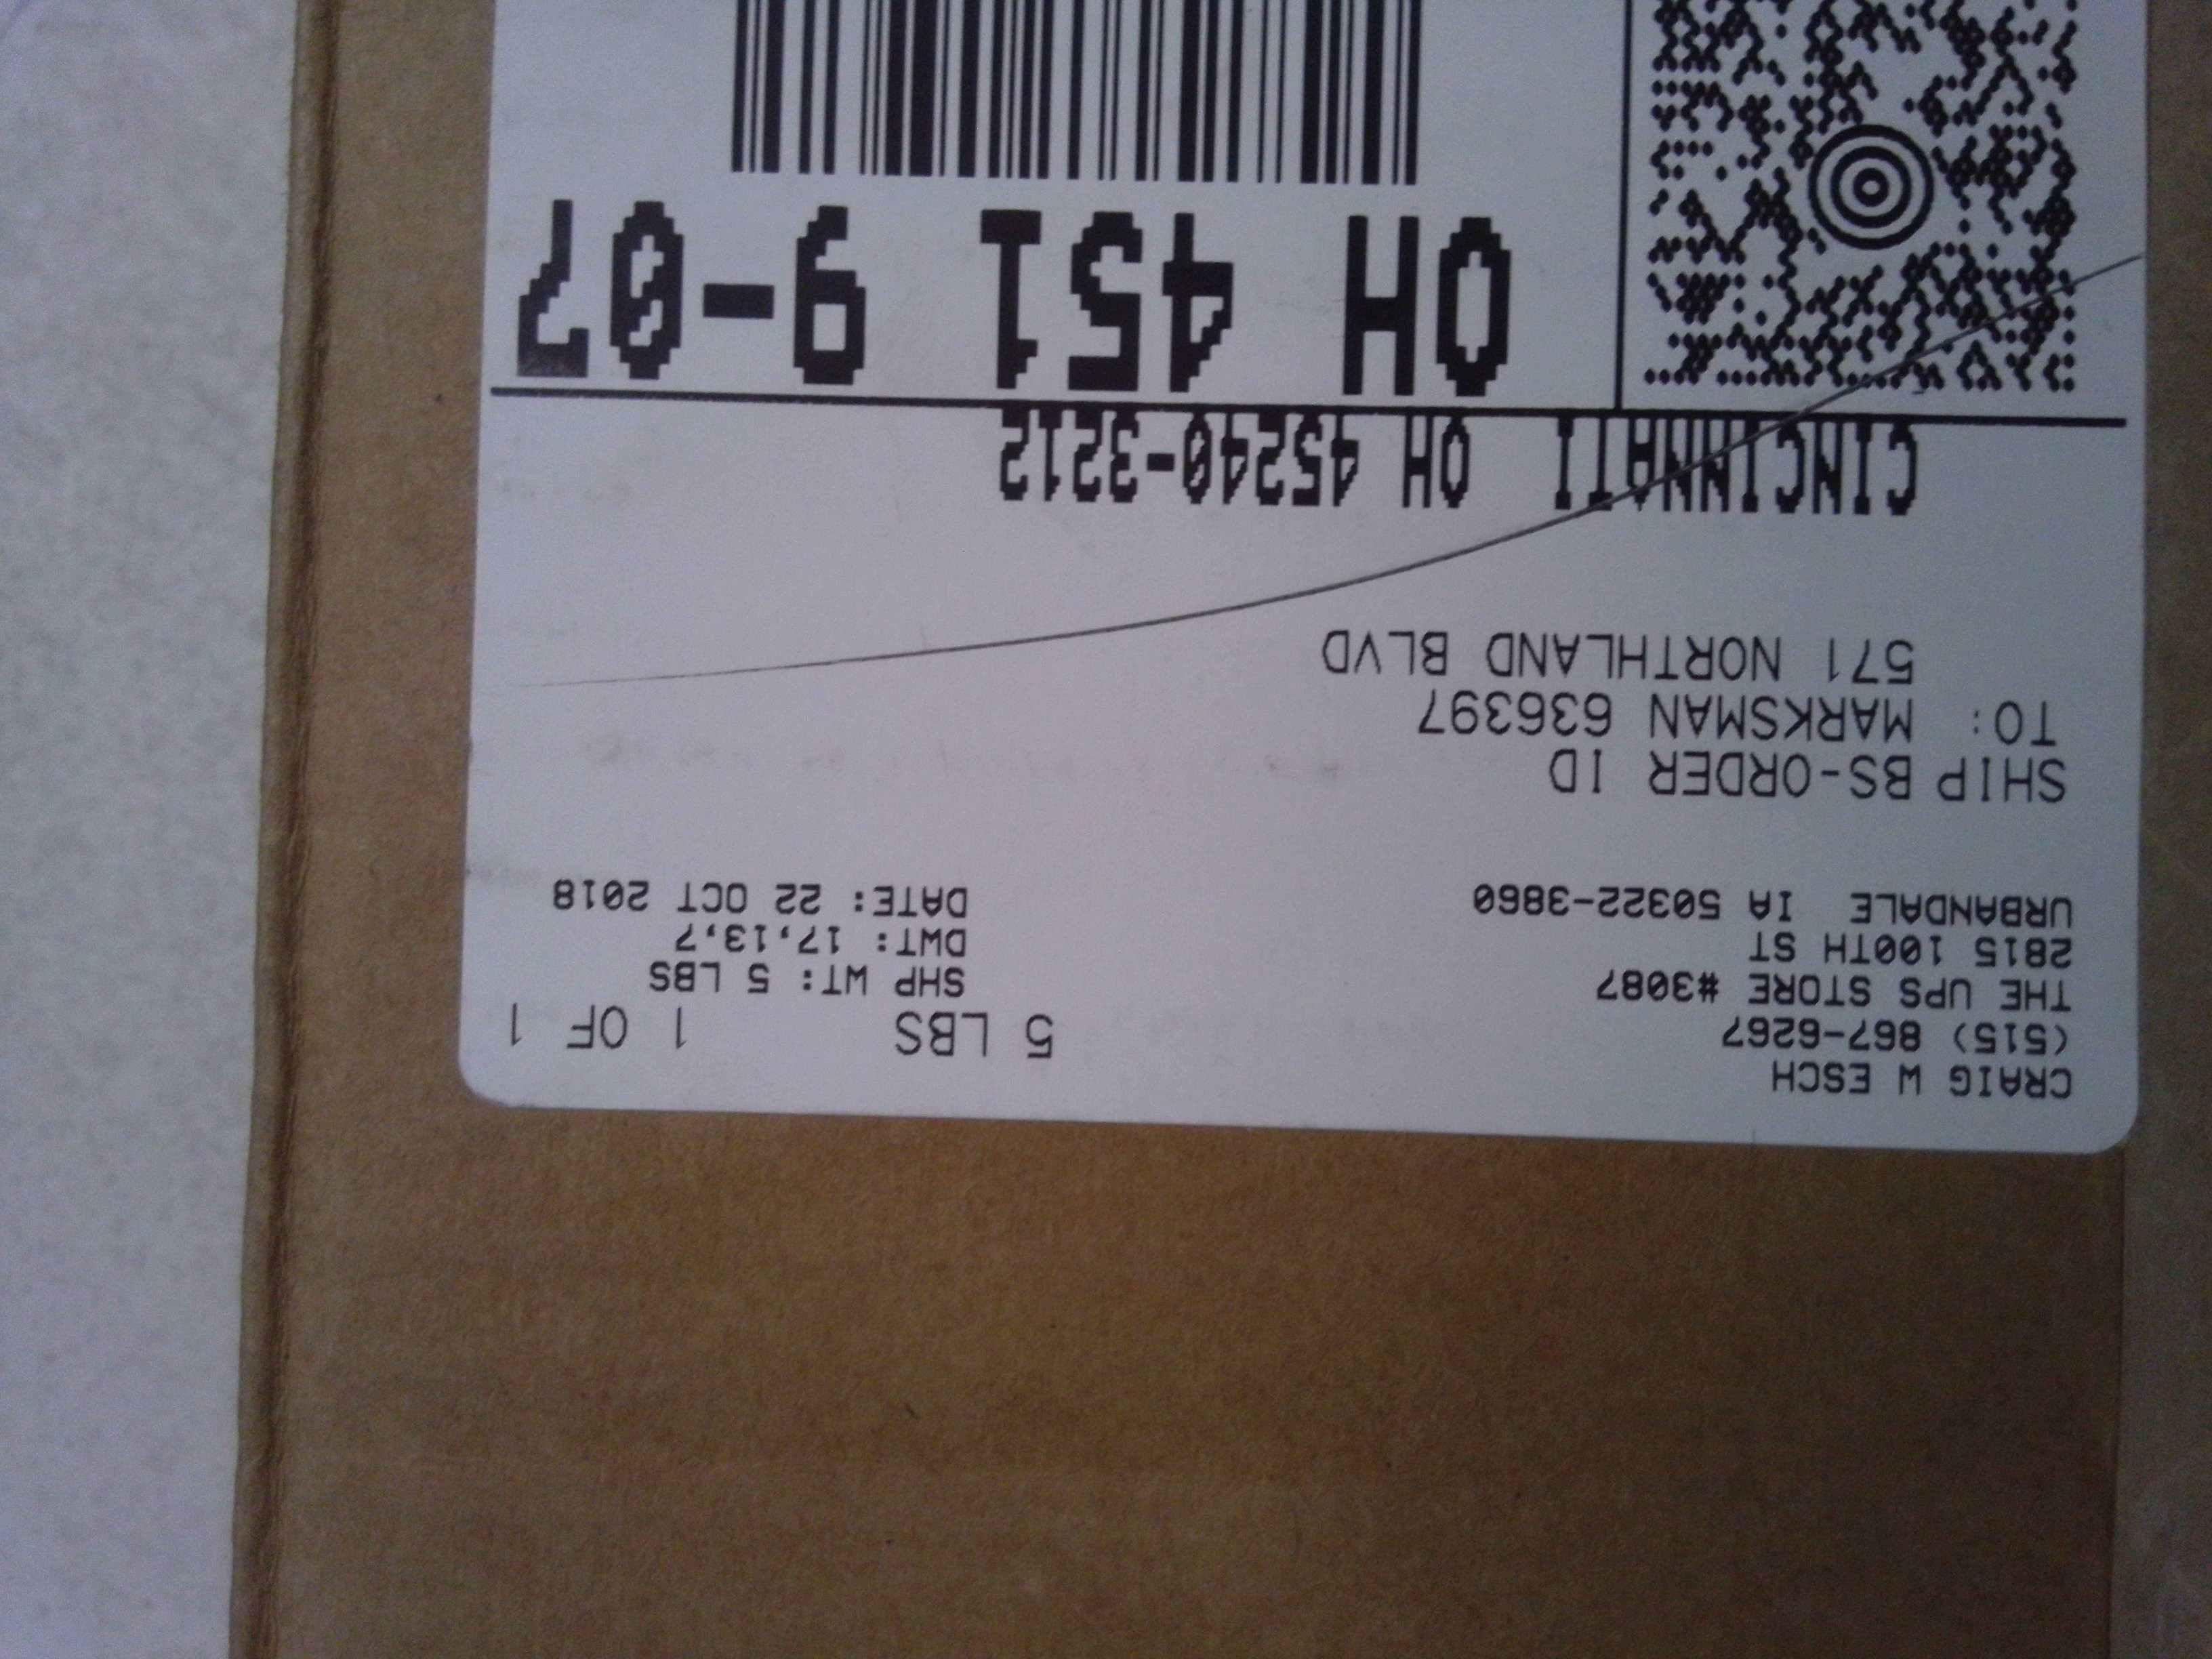 CRAIG W ESCH
(515) 867-6267
THE UPS STORE #3087
2815 100TH ST
URBANDALE IA 50322-3860
5 LBS 1 OF 1
SHP WT: 5 LBS
DWT: 17,13,7
DATE: 22 OCT 2018
SHIP BS-ORDER ID
TO: MARKSMAN 636397
571 NORTHLAND BLVD
CINCINNATI OH 45240-3212
OH 451 9-07